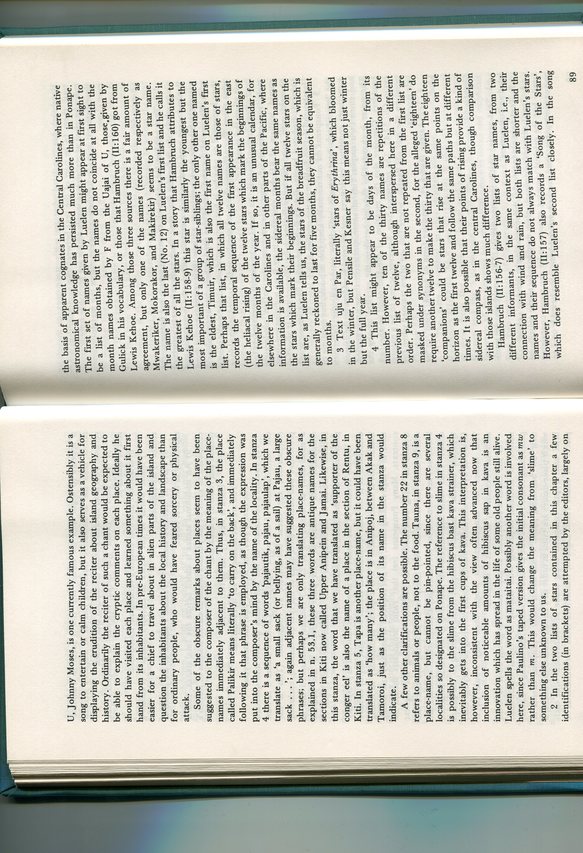 U, Johnny Moses, is one currently famous example. Ostensibly it is a
song to entertain or calm children, but it also serves as a vehicle for
displaying the erudition of the reciter about island geography and
history. Ordinarily the reciter of such a chant would be expected to
be able to explain the cryptic comments on each place. Ideally he
should have visited each place and learned something about it first
hand from its inhabitants. In pre-European times it would have been
easier for a chief to travel about in alien parts of the island and
question the inhabitants about the local history and landscape than
for ordinary people, who would have feared sorcery or physical
attack.
Some of the obscure remarks about places seem to have been
suggested to the composer of the chant by the meaning of the place-
names immediately adjacent to them. Thus, in stanza 3, the place
called Palikir means literally ‘to carry on the back’, and immediately
following it that phrase is employed, as though the expression was
put into the composer’s mind by the name of the locality. In stanza
4 there is a sequence of words ‘pajautik, pajau, pajaulap’, which we
translate as ‘a small sack (or bellying, as of a sail) at Pajau, a large
sack . . . ’; again adjacent names may have suggested these obscure
phrases; but perhaps we are only translating place-names, for as
explained in n. 53.1, these three words are antique names for the
sections in Kiti now called Upper Anipein and Jamai. Likewise, in
this stanza, the word that we have translated as ‘supporter of the
conger eel’ is also the name of a place in the section of Rentu, in
Kiti. In stanza 5, Tapa is another place-name, but it could have been
translated as ‘how many’; the place is in Anipoj, between Akak and
Tamoroi, just as the position of its name in the stanza would
indicate.
A few other clarifications are possible. The number 22 in stanza 8
refers to animals or people, not to the food. Tauna, in stanza 9, is a
place-name, but cannot be pin-pointed, since there are several
localities so designated on Ponape. The reference to slime in stanza 4
is possibly to the slime from the hibiscus bast kava strainer, which
inevitably gets into the first cups of kava. This interpretation is,
however, inconsistent with the view often advanced now that
inclusion of noticeable amounts of hibiscus sap in kava is an
innovation which has spread in the life of some old people still alive.
Luelen spells the word as mataitai. Possibly another word is involved
here, since Paulino’s taped version gives the initial consonant as mw
rather than m. This would change the meaning from ‘slime’ to
something else unknown to us.
2 In the two lists of stars contained in this chapter a few
identifications (in brackets) are attempted by the editors, largely on
the basis of apparent cognates in the Central Carolines, where native
astronomical knowledge has persisted much more than in Ponape.
The first set of names given by Luelen might appear at first sight to
be a list of months, but the names do not coincide at all with the
month names obtained by F from the Uajai of U, those given by
Gulick in his vocabulary, or those that Hambruch (II:160) got from
Lewis Kehoe. Among those three sources there is a fair amount of
agreement, but only one of the names (recorded respectively as
Mwakeriker, Mokorakor, and Makirekir) seems to be a star name.
The name is also the last (No. 12) on Luelen’s first list and he calls it
the greatest of all the stars. In a story that Hambruch attributes to
Lewis Kehoe (II:158-9) this star is similarly the youngest but the
most important of a group of star-siblings; the only other one named
is the eldest, Timuir, which is also the first name on Luelen’s first
list. Perhaps that list, in which all twelve names are those of stars,
records the temporal sequence of the first appearance in the east
(the heliacal rising) of the twelve stars which mark the beginnings of
the twelve months of the year. If so, it is an unusual calendar, for
elsewhere in the Carolines and in other parts of the Pacific, where
information is available, the sidereal months bear the same names as
the stars which mark their beginnings. But if all twelve stars on the
list are, as Luelen tells us, the stars of the breadfruit season, which is
generally reckoned to last for five months, they cannot be equivalent
to months.
3 Text uju en Par, literally ‘stars of Erythrina’, which bloomed
in the winter, but Pensile and Kesner say this means not just winter
but the full year.
4 This list might appear to be days of the month, from its
number. However, ten of the thirty names are repetitions of the
previous list of twelve, although interspersed here in a different
order. Perhaps the two that are not repeated from the first list are
masked under synonyms in the second, for the alleged ‘eighteen’ do
require another twelve to make the thirty that are given. The eighteen
‘companions’ could be stars that rise at the same points on the
horizon as the first twelve and follow the same paths but at different
times. It is also possible that their points of rising provide a kind of
sidereal compass, as in the central Carolines, though comparison
with those islands shows much difference.
Hambruch (II:156-7) gives two lists of star names, from two
different informants, in the same context as Luelen, i.e., their
connection with wind and rain, but both lists are shorter and the
names and their sequence do not always match with Luelen’s stars.
However, Hambruch (II:157) also records a ‘Song of the Stars’,
which does resemble Luelen’s second list closely. In the song
89